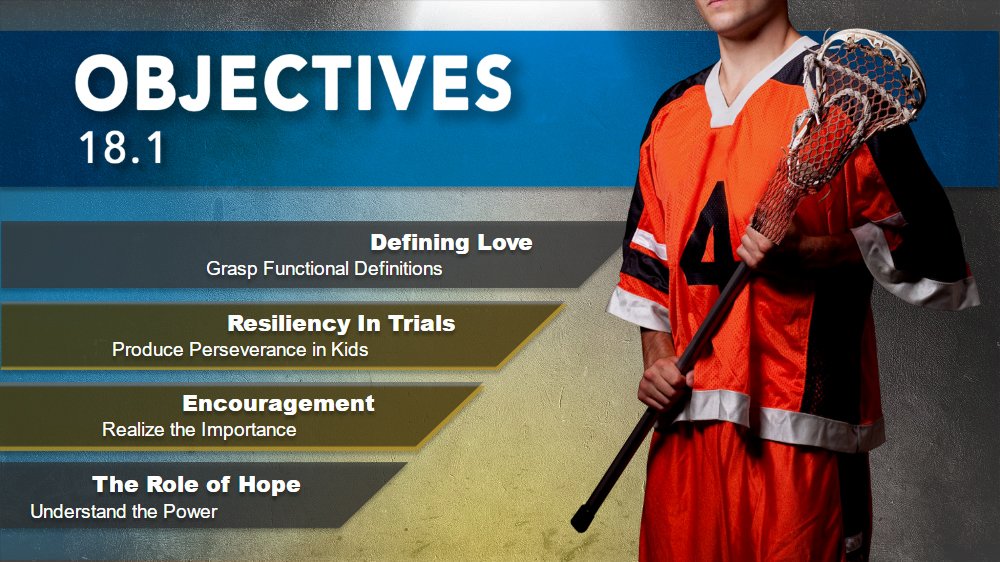 OBJECTIVES
18.1
Defining Love
Grasp Functional Definitions
Resiliency In Trials
Produce Perseverance in Kids
Encouragement
Realize the Importance
The Role of Hope
Understand the Power
4